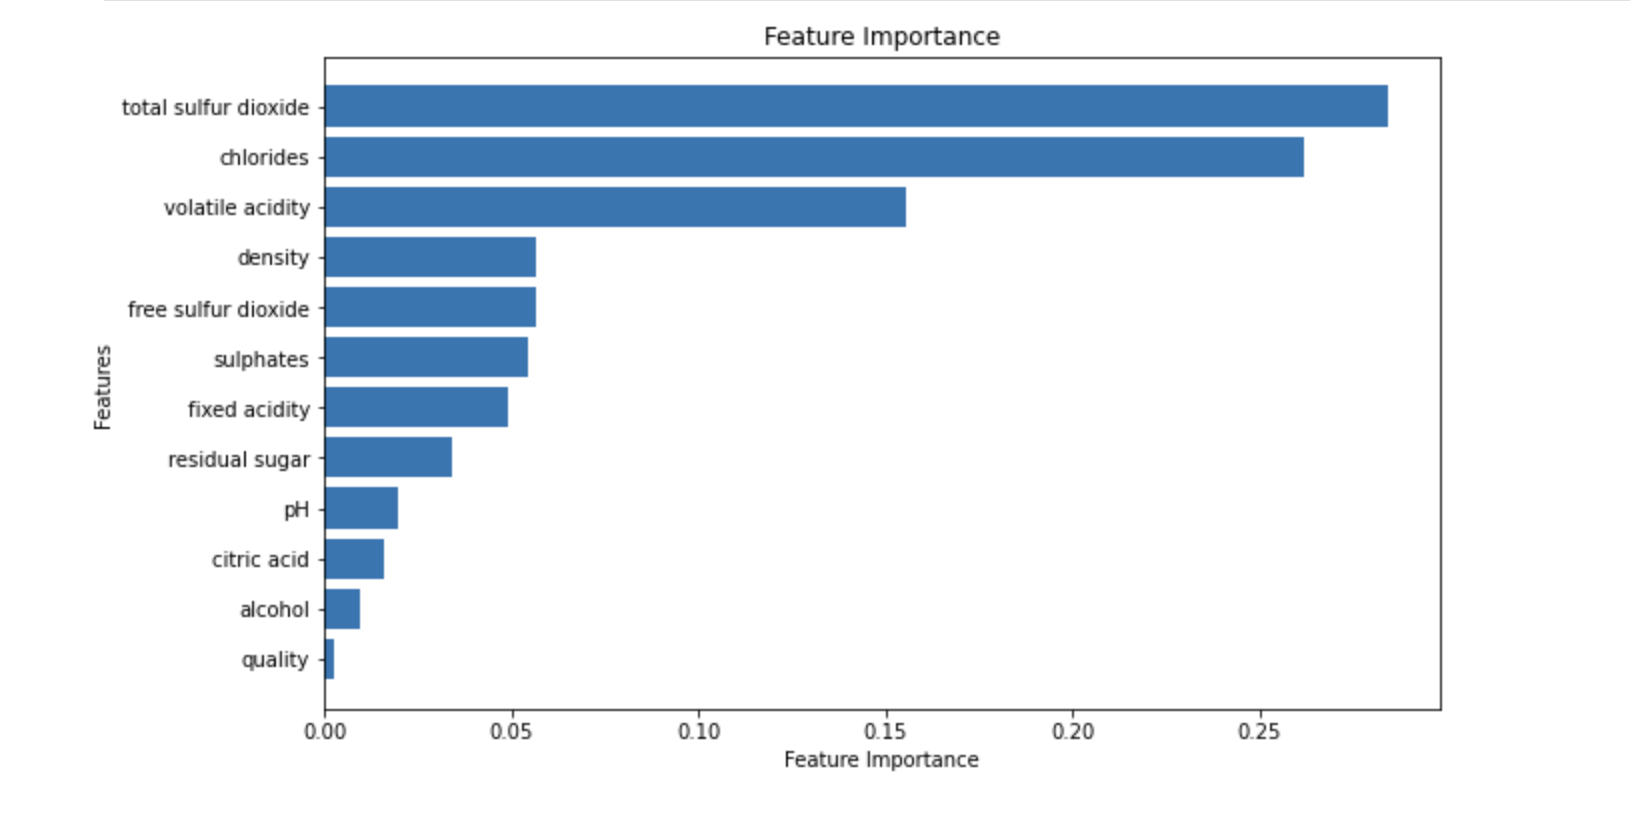 Feature Importance
total sulfur dioxide
chlorides
volatile acidity
density
free sulfur dioxide
sulphates
fixed acidity
residual sugar
pH
citric acid
alcohol
quality
Features
0.00 0.05 0.10 0.15 0.20 0.25
Feature Importance